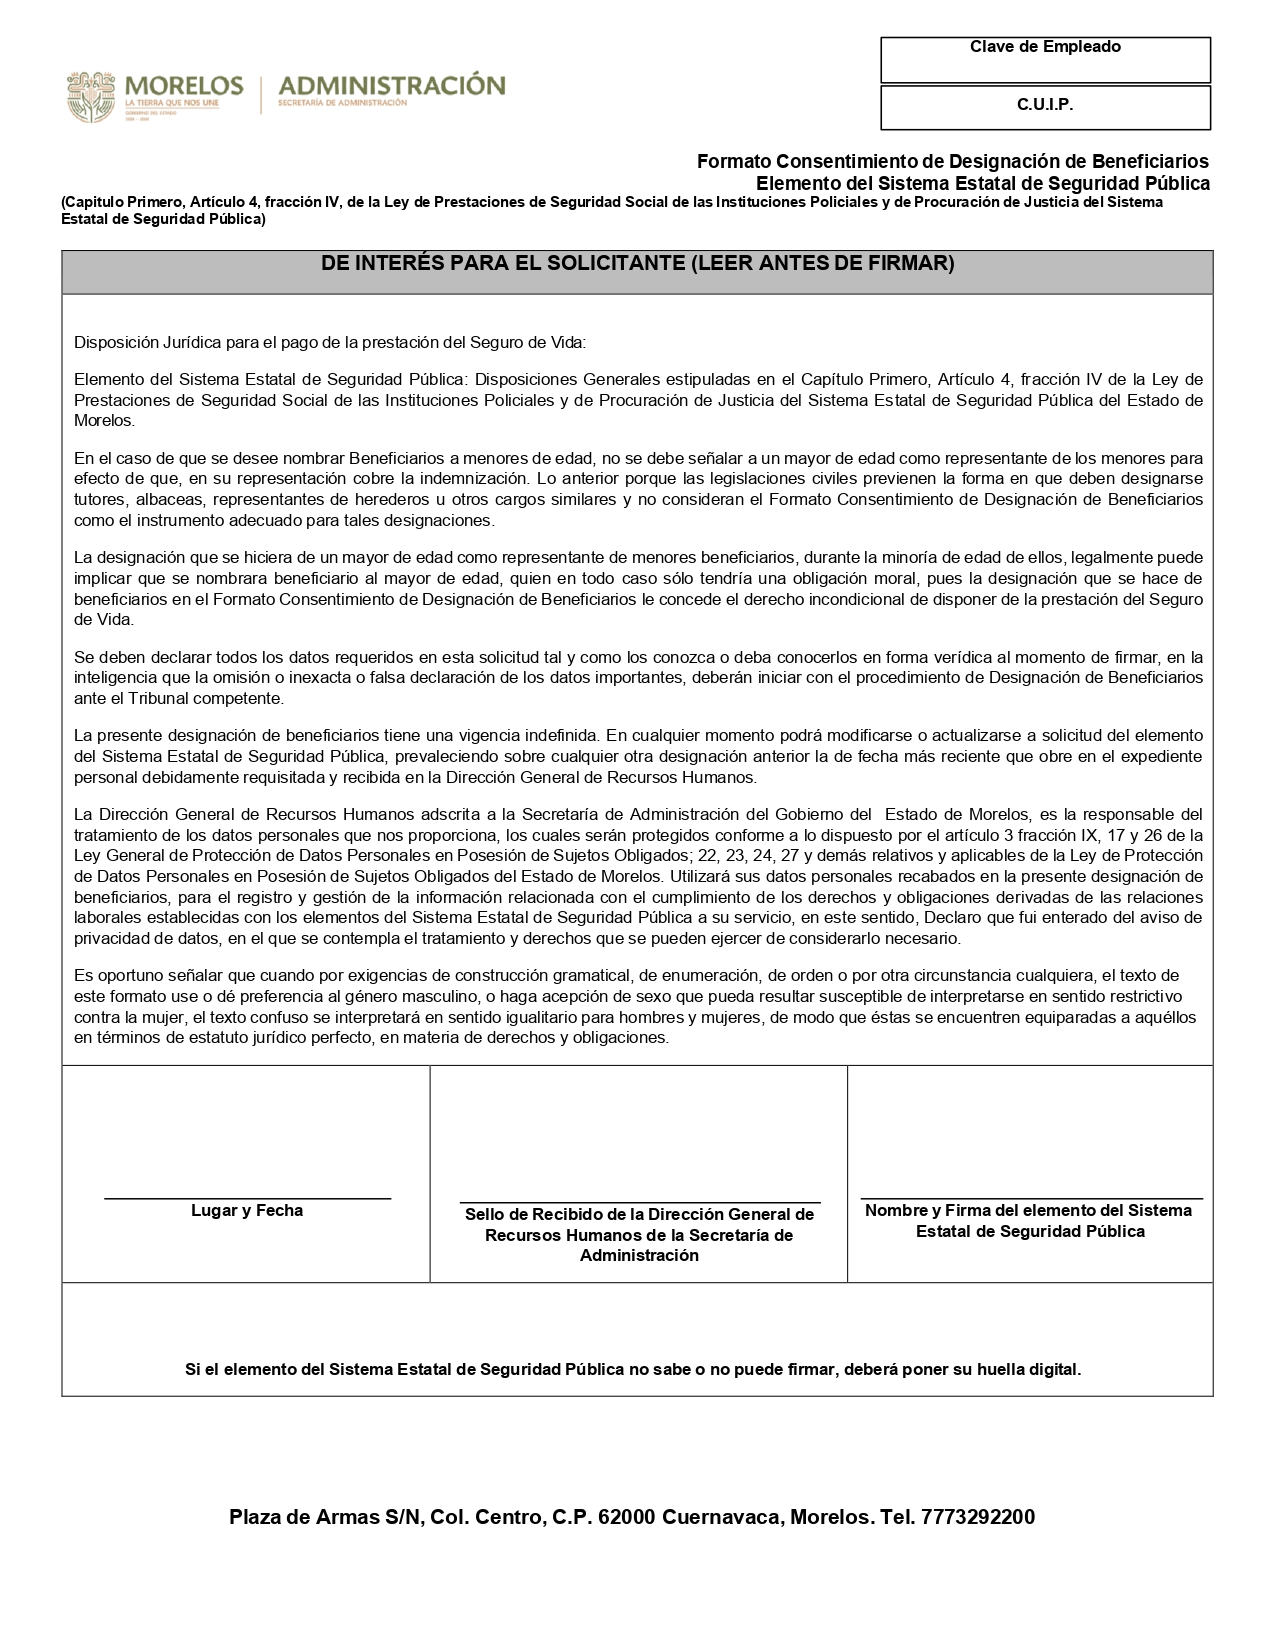 Clave de Empleado
C.U.I.P.
MORELOS
LA TIERRA QUE NOS UNE
GOBIERNO DEL ESTADO
ADMINISTRACIÓN
SECRETARÍA DE ADMINISTRACIÓN
Formato Consentimiento de Designación de Beneficiarios
Elemento del Sistema Estatal de Seguridad Pública
(Capitulo Primero, Artículo 4, fracción IV, de la Ley de Prestaciones de Seguridad Social de las Instituciones Policiales y de Procuración de Justicia del Sistema
Estatal de Seguridad Pública)
DE INTERÉS PARA EL SOLICITANTE (LEER ANTES DE FIRMAR)
Disposición Jurídica para el pago de la prestación del Seguro de Vida:
Elemento del Sistema Estatal de Seguridad Pública: Disposiciones Generales estipuladas en el Capítulo Primero, Artículo 4, fracción IV de la Ley de
Prestaciones de Seguridad Social de las Instituciones Policiales y de Procuración de Justicia del Sistema Estatal de Seguridad Pública del Estado de
Morelos.
En el caso de que se desee nombrar Beneficiarios a menores de edad, no se debe señalar a un mayor de edad como representante de los menores para
efecto de que, en su representación cobre la indemnización. Lo anterior porque las legislaciones civiles previenen la forma en que deben designarse
tutores, albaceas, representantes de herederos u otros cargos similares y no consideran el Formato Consentimiento de Designación de Beneficiarios
como el instrumento adecuado para tales designaciones.
La designación que se hiciera de un mayor de edad como representante de menores beneficiarios, durante la minoría de edad de ellos, legalmente puede
implicar que se nombrara beneficiario al mayor de edad, quien en todo caso sólo tendría una obligación moral, pues la designación que se hace de
beneficiarios en el Formato Consentimiento de Designación de Beneficiarios le concede el derecho incondicional de disponer de la prestación del Seguro
de Vida.
Se deben declarar todos los datos requeridos en esta solicitud tal y como los conozca o deba conocerlos en forma verídica al momento de firmar, en la
inteligencia que la omisión o inexacta o falsa declaración de los datos importantes, deberán iniciar con el procedimiento de Designación de Beneficiarios
ante el Tribunal competente.
La presente designación de beneficiarios tiene una vigencia indefinida. En cualquier momento podrá modificarse o actualizarse a solicitud del elemento
del Sistema Estatal de Seguridad Pública, prevaleciendo sobre cualquier otra designación anterior la de fecha más reciente que obre en el expediente
personal debidamente requisitada y recibida en la Dirección General de Recursos Humanos.
La Dirección General de Recursos Humanos adscrita a la Secretaría de Administración del Gobierno del Estado de Morelos, es la responsable del
tratamiento de los datos personales que nos proporciona, los cuales serán protegidos conforme a lo dispuesto por el artículo 3 fracción IX, 17 y 26 de la
Ley General de Protección de Datos Personales en Posesión de Sujetos Obligados; 22, 23, 24, 27 y demás relativos y aplicables de la Ley de Protección
de Datos Personales en Posesión de Sujetos Obligados del Estado de Morelos. Utilizará sus datos personales recabados en la presente designación de
beneficiarios, para el registro y gestión de la información relacionada con el cumplimiento de los derechos y obligaciones derivadas de las relaciones
laborales establecidas con los elementos del Sistema Estatal de Seguridad Pública a su servicio, en este sentido, Declaro que fui enterado del aviso de
privacidad de datos, en el que se contempla el tratamiento y derechos que se pueden ejercer de considerarlo necesario.
Es oportuno señalar que cuando por exigencias de construcción gramatical, de enumeración, de orden o por otra circunstancia cualquiera, el texto de
este formato use o dé preferencia al género masculino, o haga acepción de sexo que pueda resultar susceptible de interpretarse en sentido restrictivo
contra la mujer, el texto confuso se interpretará en sentido igualitario para hombres y mujeres, de modo que éstas se encuentren equiparadas a aquéllos
en términos de estatuto jurídico perfecto, en materia de derechos y obligaciones.
Lugar y Fecha
Sello de Recibido de la Dirección General de
Recursos Humanos de la Secretaría de
Administración
Nombre y Firma del elemento del Sistema
Estatal de Seguridad Pública
Si el elemento del Sistema Estatal de Seguridad Pública no sabe o no puede firmar, deberá poner su huella digital.
Plaza de Armas S/N, Col. Centro, C.P. 62000 Cuernavaca, Morelos. Tel. 7773292200